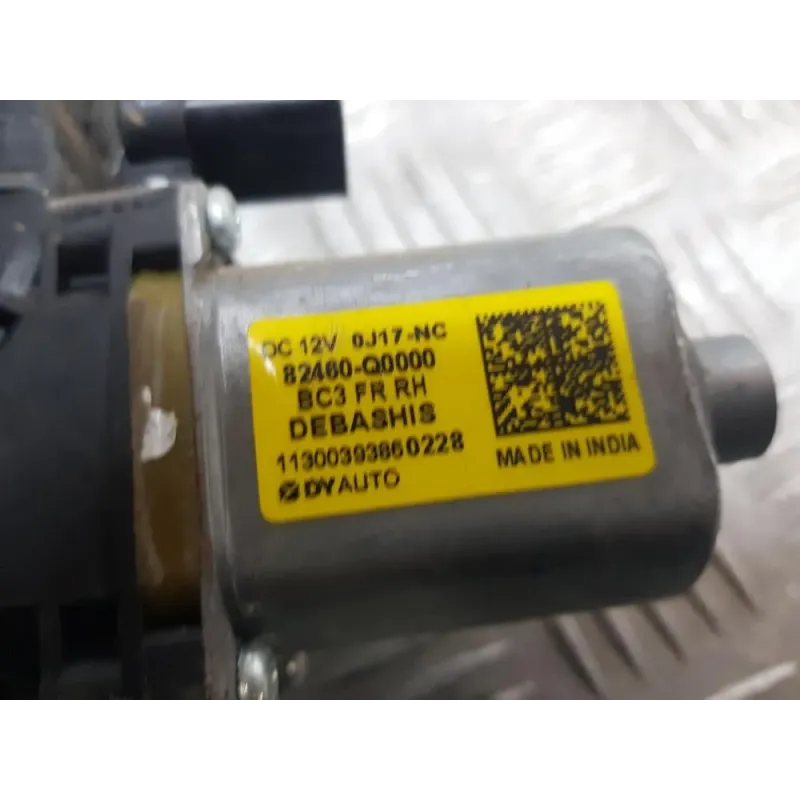 DC 12V 0J17-NC
82460-Q0000
BC3 FR RH
DEBASHIS
11300393860228
DY AUTO
MADE IN INDIA